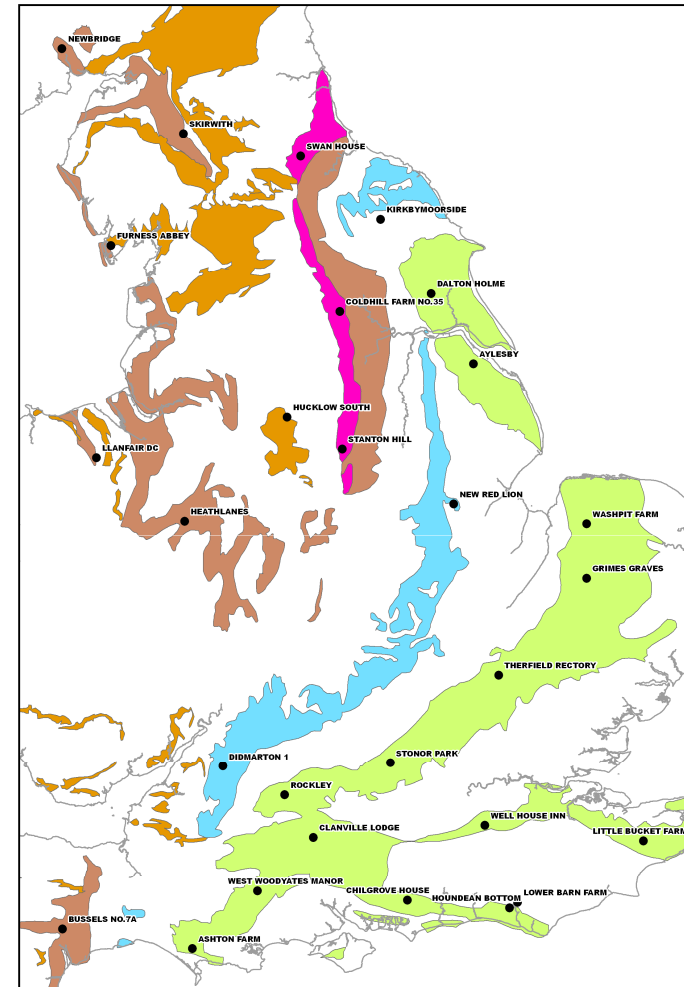 NEWBRIDGE
SKIRWITH
SWAN HOUSE
KIRKBYMOORSIDE
FURNESS ABBEY
DALTON HOLME
COLDHILL FARM NO.35
AYLESBY
HUCKLOW SOUTH
STANTON HILL
LLANFAIR DC
NEW RED LION
HEATHLANES
WASHPIT FARM
GRIMES GRAVES
THERFIELD RECTORY
STONOR PARK
DIDMARTON 1
ROCKLEY
WELL HOUSE INN
CLANVILLE LODGE
LITTLE BUCKET FARM
WEST WOODYATES MANOR
CHILGROVE HOUSE
LOWER BARN FARM
HOUNDEAN BOTTOM
BUSSELS NO.7A
ASHTON FARM